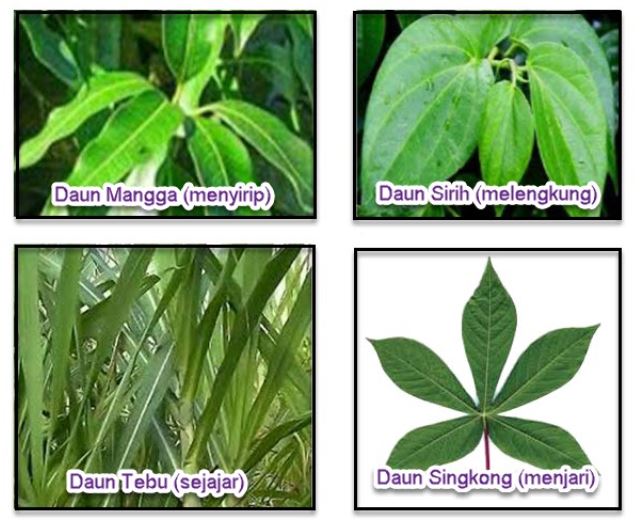 Daun Mangga (menyirip)
Daun Sirih (melengkung)
Daun Tebu (sejajar)
Daun Singkong (menjari)